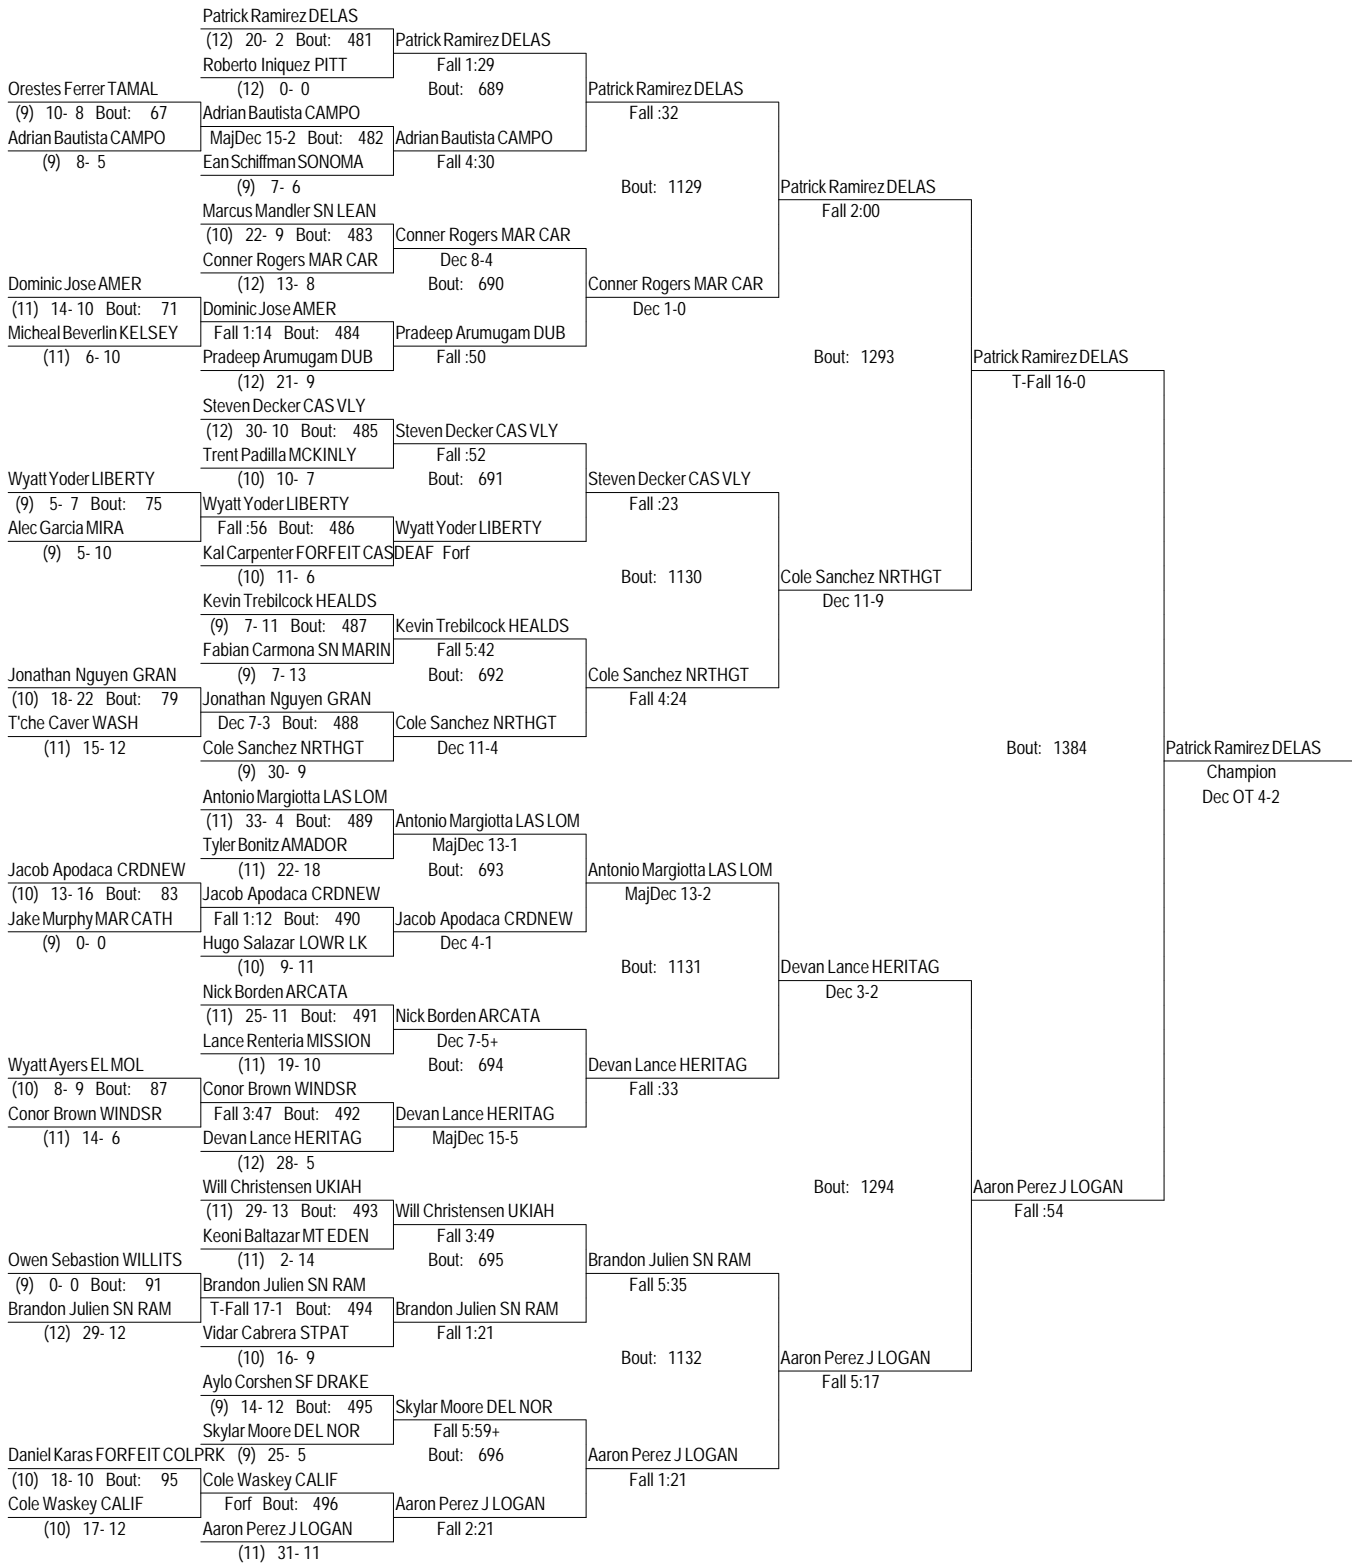 Patrick Ramirez DELAS
(12) 20- 2 Bout: 481 Patrick Ramirez DELAS
Roberto Iniquez PITT Fall 1:29
Orestes Ferrer TAMAL (12) 0- 0 Bout: 689 Patrick Ramirez DELAS
(9) 10- 8 Bout: 67 Adrian Bautista CAMPO Fall :32
Adrian Bautista CAMPO MajDec 15-2 Bout: 482 Adrian Bautista CAMPO
(9) 8- 5 Ean Schiffman SONOMA Fall 4:30
(9) 7- 6 Bout: 1129 Patrick Ramirez DELAS
Marcus Mandler SN LEAN Fall 2:00
(10) 22- 9 Bout: 483 Conner Rogers MAR CAR
Conner Rogers MAR CAR Dec 8-4
Dominic Jose AMER (12) 13- 8 Bout: 690 Conner Rogers MAR CAR
(11) 14- 10 Bout: 71 Dominic Jose AMER Dec 1-0
Micheal Beverlin KELSEY Fall 1:14 Bout: 484 Pradeep Arumugam DUB
(11) 6- 10 Pradeep Arumugam DUB Fall :50 Bout: 1293 Patrick Ramirez DELAS
(12) 21- 9 T-Fall 16-0
Steven Decker CAS VLY
(12) 30- 10 Bout: 485 Steven Decker CAS VLY
Trent Padilla MCKINLY Fall :52
Wyatt Yoder LIBERTY (10) 10- 7 Bout: 691 Steven Decker CAS VLY
(9) 5- 7 Bout: 75 Wyatt Yoder LIBERTY Fall :23
Alec Garcia MIRA Fall :56 Bout: 486 Wyatt Yoder LIBERTY
(9) 5- 10 Kal Carpenter FORFEIT CASDEAF Forf
(10) 11- 6 Bout: 1130 Cole Sanchez NRTHGT
Kevin Trebilcock HEALDS Dec 11-9
(9) 7- 11 Bout: 487 Kevin Trebilcock HEALDS
Fabian Carmona SN MARIN Fall 5:42
Jonathan Nguyen GRAN (9) 7- 13 Bout: 692 Cole Sanchez NRTHGT
(10) 18- 22 Bout: 79 Jonathan Nguyen GRAN Fall 4:24
T'che Caver WASH Dec 7-3 Bout: 488 Cole Sanchez NRTHGT
(11) 15- 12 Cole Sanchez NRTHGT Dec 11-4 Bout: 1384 Patrick Ramirez DELAS
(9) 30- 9 Champion
Antonio Margiotta LAS LOM Dec OT 4-2
(11) 33- 4 Bout: 489 Antonio Margiotta LAS LOM
Tyler Bonitz AMADOR MajDec 13-1
Jacob Apodaca CRDNEW (11) 22- 18 Bout: 693 Antonio Margiotta LAS LOM
(10) 13- 16 Bout: 83 Jacob Apodaca CRDNEW MajDec 13-2
Jake Murphy MAR CATH Fall 1:12 Bout: 490 Jacob Apodaca CRDNEW
(9) 0- 0 Hugo Salazar LOWR LK Dec 4-1
(10) 9- 11 Bout: 1131 Devan Lance HERITAG
Nick Borden ARCATA Dec 3-2
(11) 25- 11 Bout: 491 Nick Borden ARCATA
Lance Renteria MISSION Dec 7-5+
Wyatt Ayers EL MOL (11) 19- 10 Bout: 694 Devan Lance HERITAG
(10) 8- 9 Bout: 87 Conor Brown WINDSR Fall :33
Conor Brown WINDSR Fall 3:47 Bout: 492 Devan Lance HERITAG
(11) 14- 6 Devan Lance HERITAG MajDec 15-5
(12) 28- 5
Will Christensen UKIAH Bout: 1294 Aaron Perez J LOGAN
(11) 29- 13 Bout: 493 Will Christensen UKIAH Fall :54
Keoni Baltazar MT EDEN Fall 3:49
Owen Sebastion WILLITS (11) 2- 14 Bout: 695 Brandon Julien SN RAM
(9) 0- 0 Bout: 91 Brandon Julien SN RAM Fall 5:35
Brandon Julien SN RAM T-Fall 17-1 Bout: 494 Brandon Julien SN RAM
(12) 29- 12 Vidar Cabrera STPAT Fall 1:21
(10) 16- 9 Bout: 1132 Aaron Perez J LOGAN
Aylo Corshen SF DRAKE Fall 5:17
(9) 14- 12 Bout: 495 Skylar Moore DEL NOR
Skylar Moore DEL NOR Fall 5:59+
Daniel Karas FORFEIT COLPRK (9) 25- 5 Bout: 696 Aaron Perez J LOGAN
(10) 18- 10 Bout: 95 Cole Waskey CALIF Fall 1:21
Cole Waskey CALIF Forf Bout: 496 Aaron Perez J LOGAN
(10) 17- 12 Aaron Perez J LOGAN Fall 2:21
(11) 31- 11